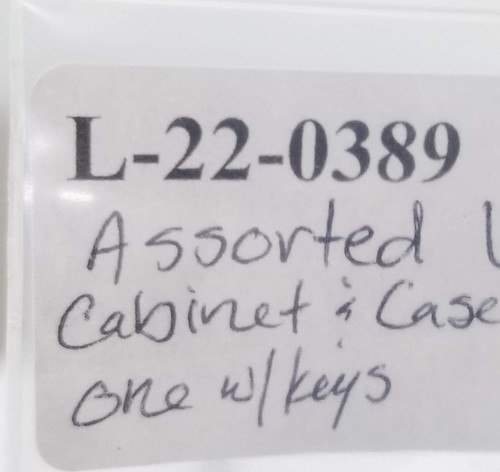 L-22-0389
Assorted
Cabinet & Case
one w/keys